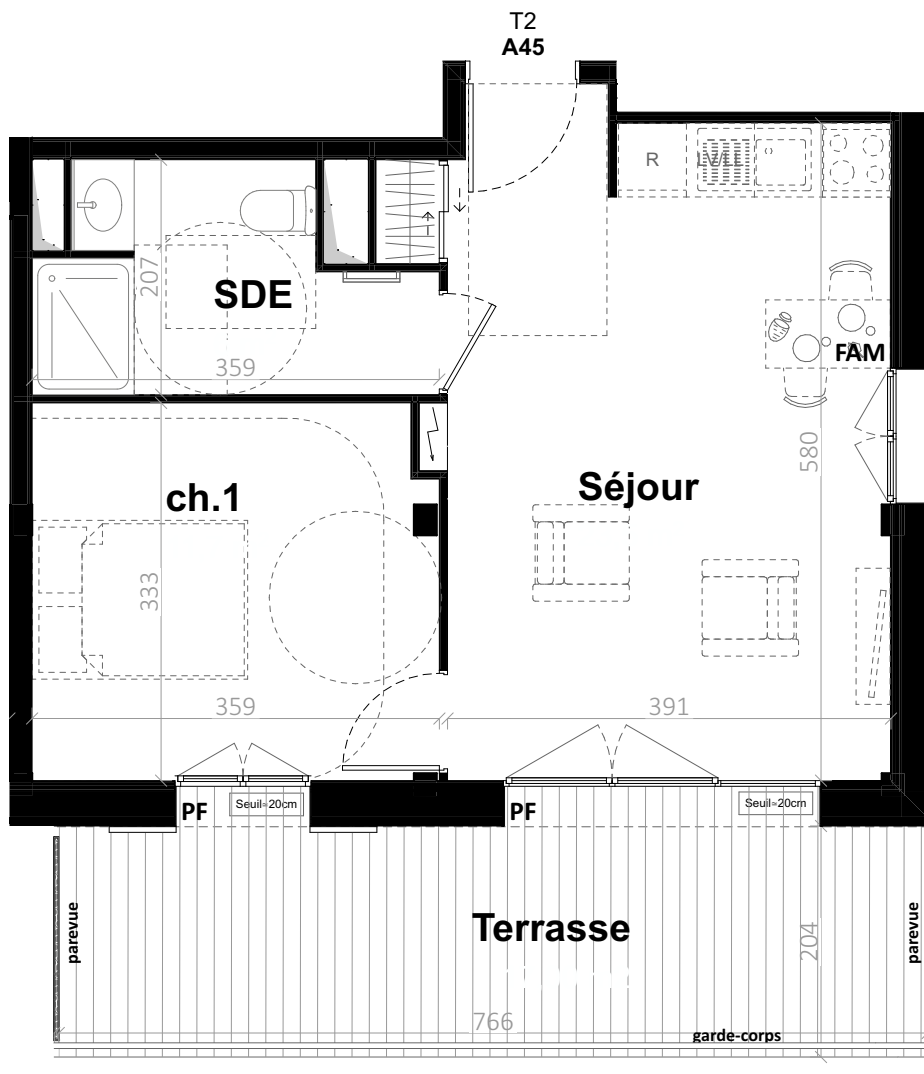 T2
A45
R
LV/LL
207
SDE
359
FAM
580
ch.1
Séjour
333
359
391
PF
Seuil≈20cm
PF
Seuil≈20cm
parevue
Terrasse
204
parevue
766
garde-corps